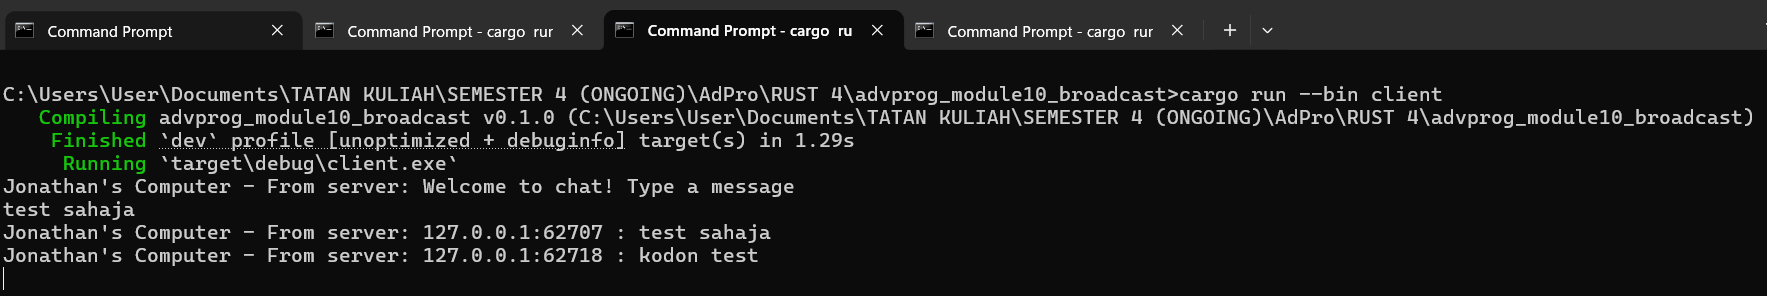 Command Prompt
Command Prompt - cargo rur
Command Prompt - cargo ru
Command Prompt - cargo rur
C:\Users\User\Documents\TATAN KULIAH\SEMESTER 4 (ONGOING)\AdPro\RUST 4\advprog_module10_broadcast>cargo run --bin client
Compiling advprog_module10_broadcast v0.1.0 (C:\Users\User\Documents\TATAN KULIAH\SEMESTER 4 (ONGOING)\AdPro\RUST 4\advprog_module10_broadcast)
Finished `dev` profile [unoptimized + debuginfo] target(s) in 1.29s
Running `target\debug\client.exe`
Jonathan's Computer - From server: Welcome to chat! Type a message
test sahaja
Jonathan's Computer - From server: 127.0.0.1:62707 : test sahaja
Jonathan's Computer - From server: 127.0.0.1:62718 : kodon test